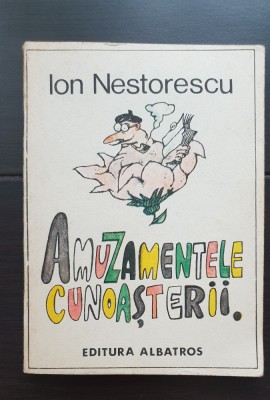 Ion Nestorescu
AMUZAMENTELE
CUNOAȘTERII.
EDITURA ALBATROS